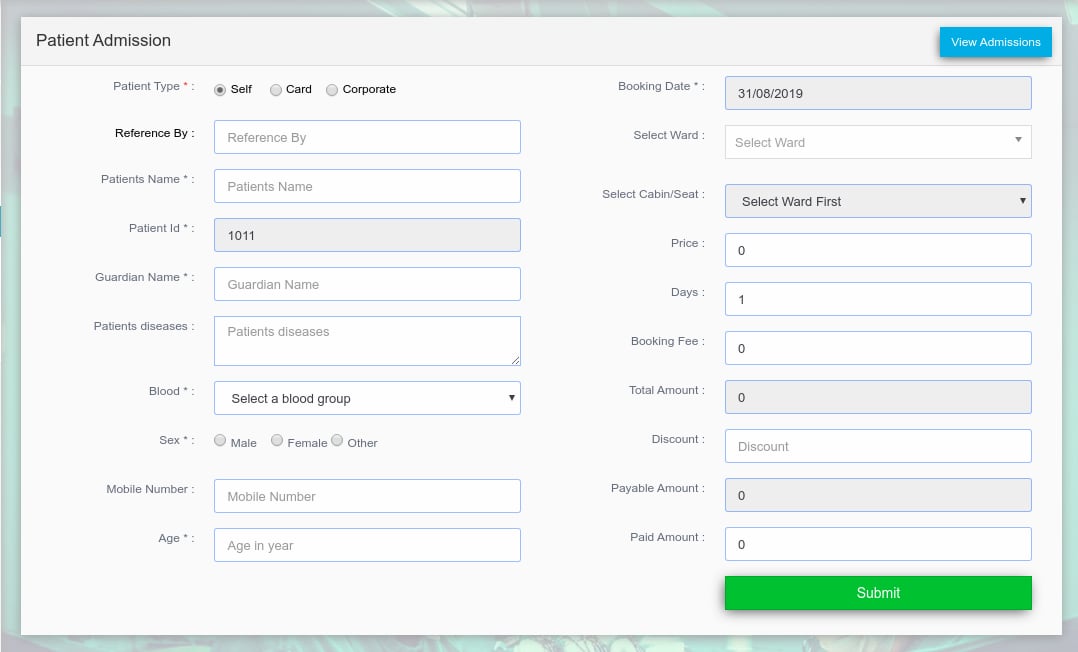 Patient Admission
View Admissions
Patient Type * :
Self Card Corporate
Reference By :
Reference By
Patients Name * :
Patients Name
Patient Id * :
1011
Guardian Name * :
Guardian Name
Patients diseases :
Patients diseases
Blood * :
Select a blood group
Sex * :
Male Female Other
Mobile Number :
Mobile Number
Age * :
Age in year
Booking Date * :
31/08/2019
Select Ward :
Select Ward
Select Cabin/Seat :
Select Ward First
Price :
0
Days :
1
Booking Fee :
0
Total Amount :
0
Discount :
Discount
Payable Amount :
0
Paid Amount :
0
Submit